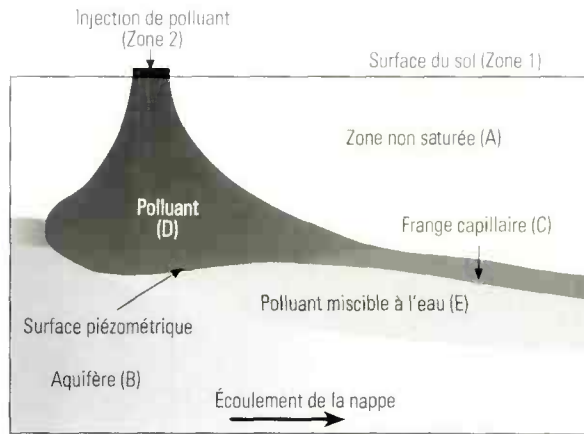 Injection de polluant
(Zone 2)
Surface du sol (Zone 1)
Zone non saturée (A)
Polluant
(D)
Frange capillaire (C)
Polluant miscible à l'eau (E)
Surface piézométrique
Aquifère (B)
Écoulement de la nappe